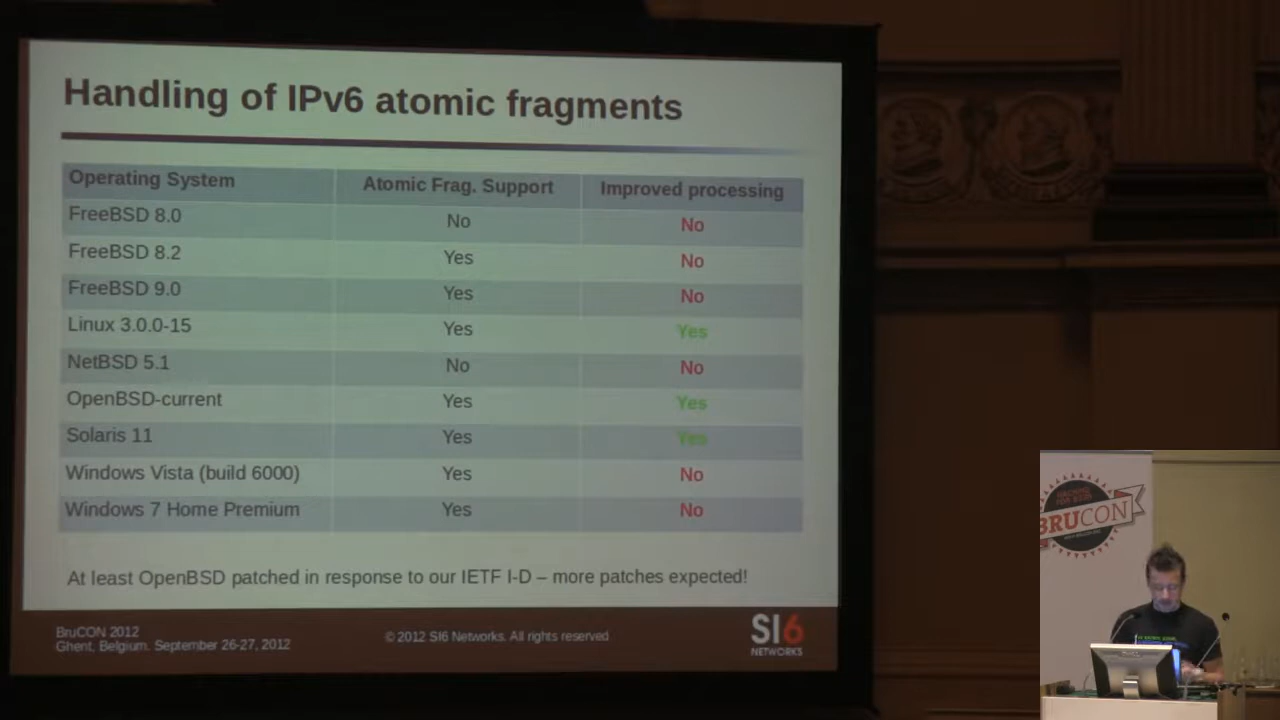 Handling of IPv6 atomic fragments
Operating System Atomic Frag. Support Improved processing
FreeBSD 8.0 No No
FreeBSD 8.2 Yes No
FreeBSD 9.0 Yes No
Linux 3.0.0-15 Yes Yes
NetBSD 5.1 No No
OpenBSD-current Yes Yes
Solaris 11 Yes Yes
Windows Vista (build 6000) Yes No
Windows 7 Home Premium Yes No
At least OpenBSD patched in response to our IETF I-D – more patches expected!
BruCON 2012
Ghent, Belgium. September 26-27, 2012
© 2012 SI6 Networks. All rights reserved
SI6
NETWORKS
BRUCON